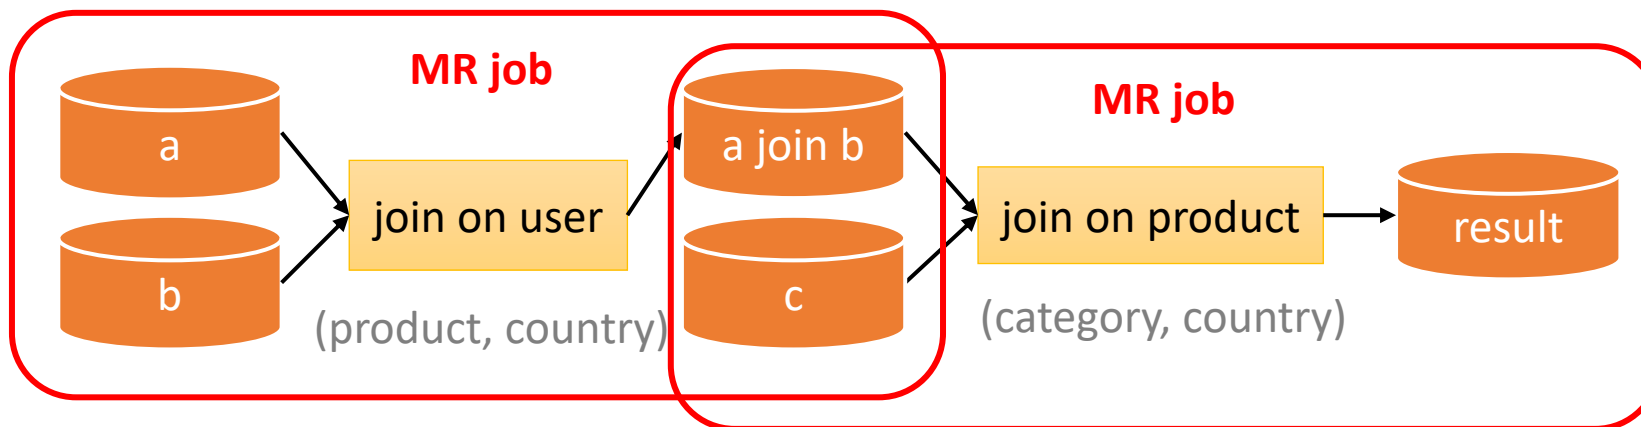 MR job
a
b
join on user
(product, country)
a join b
c
MR job
join on product
(category, country)
result